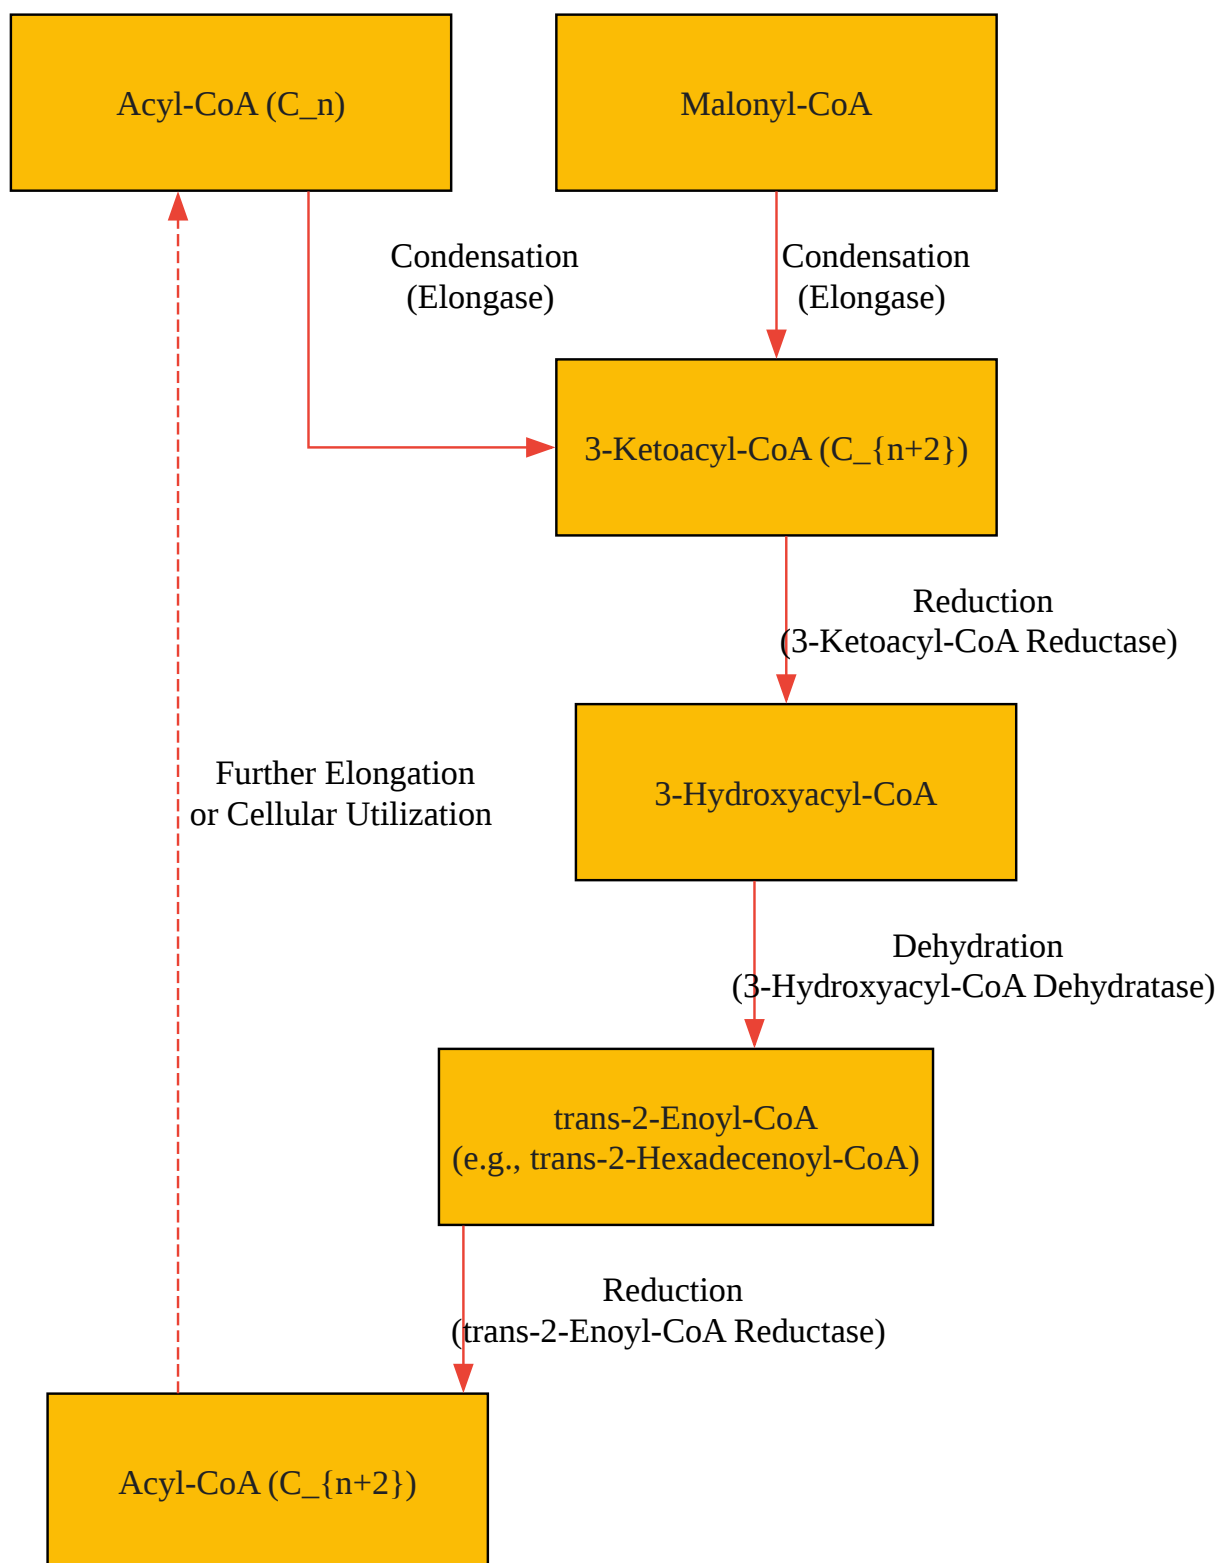 Acyl-CoA (C_n)
Malonyl-CoA
Condensation
(Elongase)
Condensation
(Elongase)
3-Ketoacyl-CoA (C_{n+2})
Reduction
(3-Ketoacyl-CoA Reductase)
3-Hydroxyacyl-CoA
Further Elongation
or Cellular Utilization
Dehydration
(3-Hydroxyacyl-CoA Dehydratase)
trans-2-Enoyl-CoA
(e.g., trans-2-Hexadecenoyl-CoA)
Reduction
(trans-2-Enoyl-CoA Reductase)
Acyl-CoA (C_{n+2})